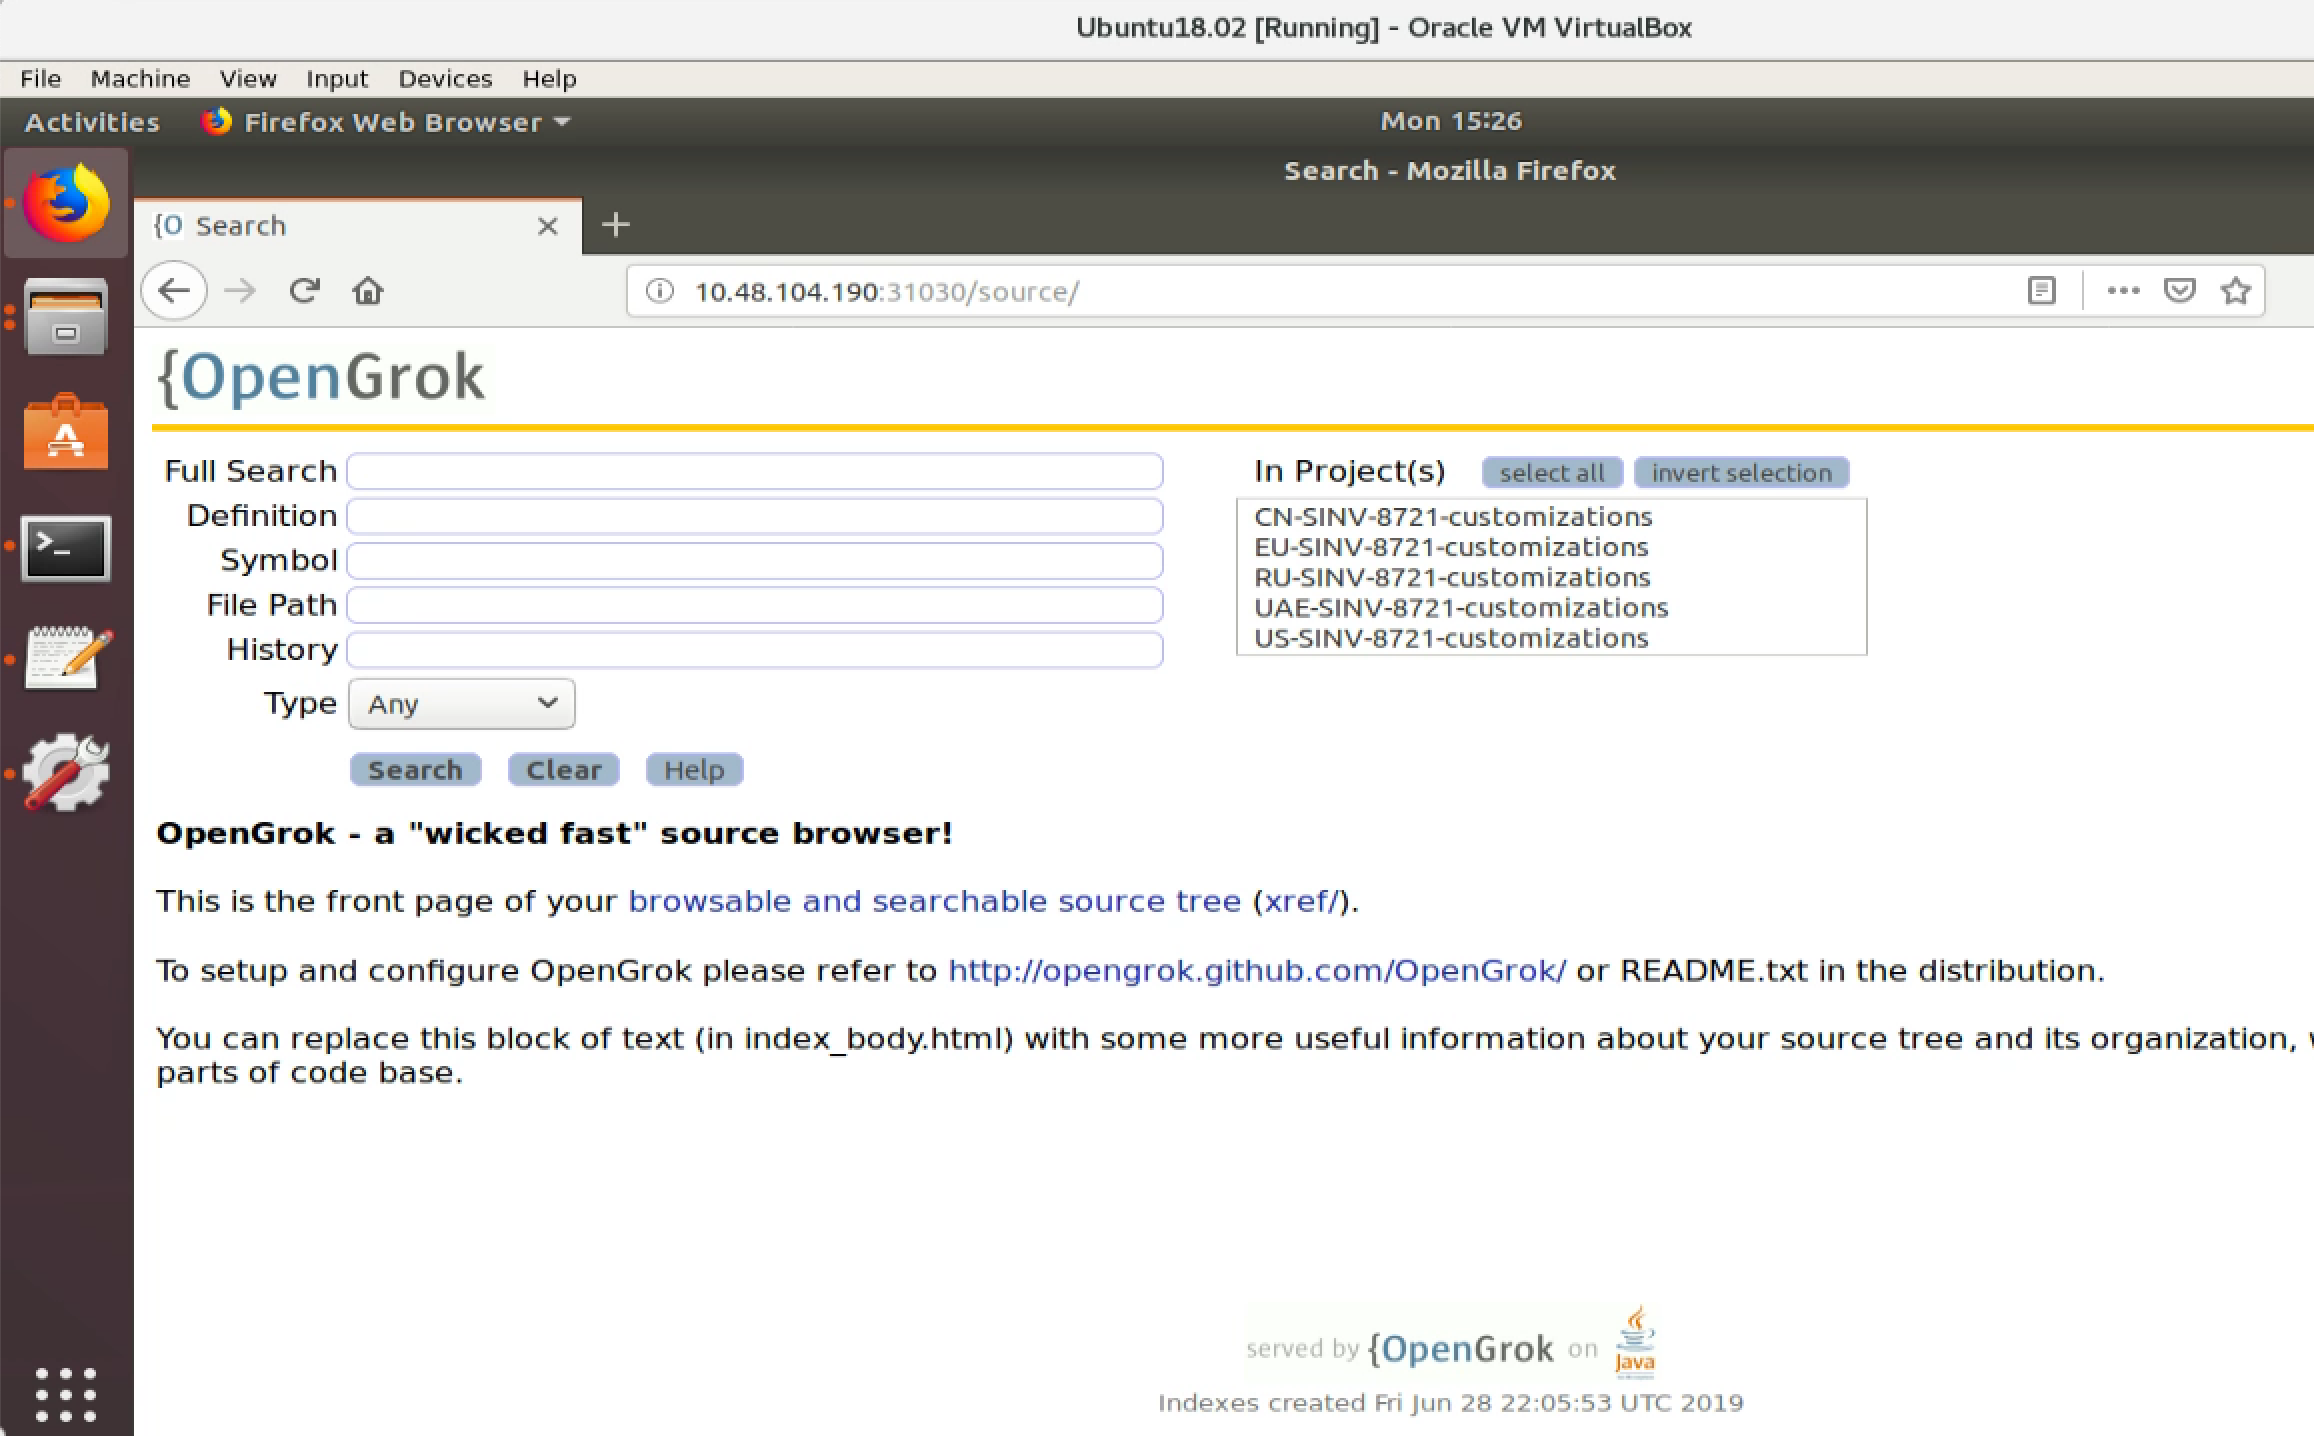 Ubuntu18.02 [Running] - Oracle VM VirtualBox
File Machine View Input Devices Help
Activities Firefox Web Browser Mon 15:26
Search - Mozilla Firefox
{O Search
10.48.104.190:31030/source/
{OpenGrok
Full Search
Definition
Symbol
File Path
History
Type Any
Search Clear Help
In Project(s) select all invert selection
CN-SINV-8721-customizations
EU-SINV-8721-customizations
RU-SINV-8721-customizations
UAE-SINV-8721-customizations
US-SINV-8721-customizations
OpenGrok - a "wicked fast" source browser!
This is the front page of your browsable and searchable source tree (xref/).
To setup and configure OpenGrok please refer to http://opengrok.github.com/OpenGrok/ or README.txt in the distribution.
You can replace this block of text (in index_body.html) with some more useful information about your source tree and its organization,
parts of code base.
served by {OpenGrok on Java
Indexes created Fri Jun 28 22:05:53 UTC 2019